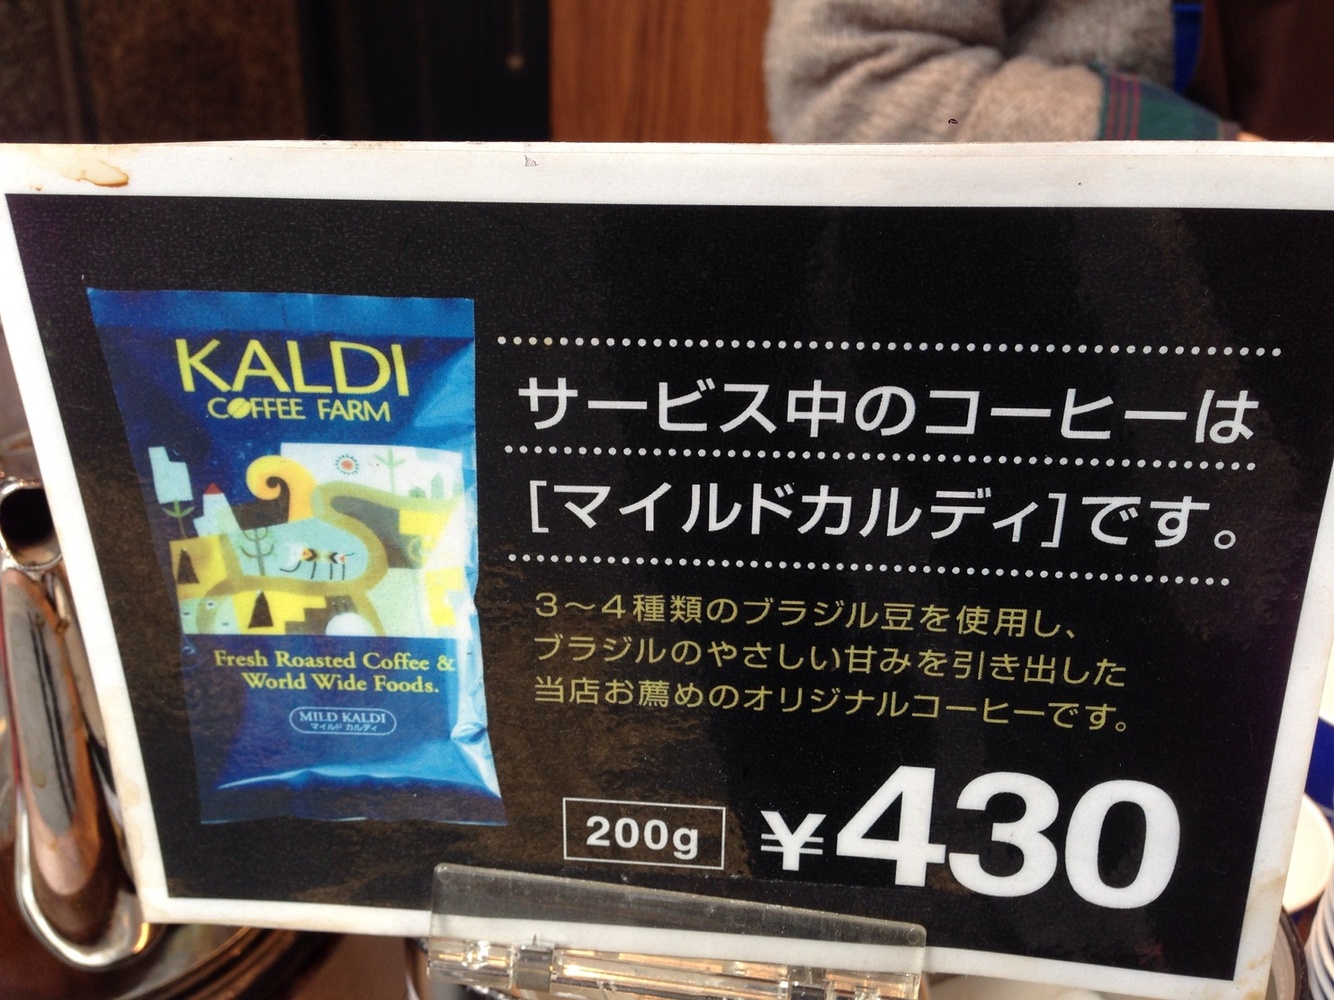 KALDI
COFFEE FARM
Fresh Roasted Coffee &
World Wide Foods.
MILD KALDI
マイルド カルディ
サービス中のコーヒーは
[マイルドカルディ]です。
3〜4種類のブラジル豆を使用し、
ブラジルのやさしい甘みを引き出した
当店お薦めのオリジナルコーヒーです。
200g
¥430